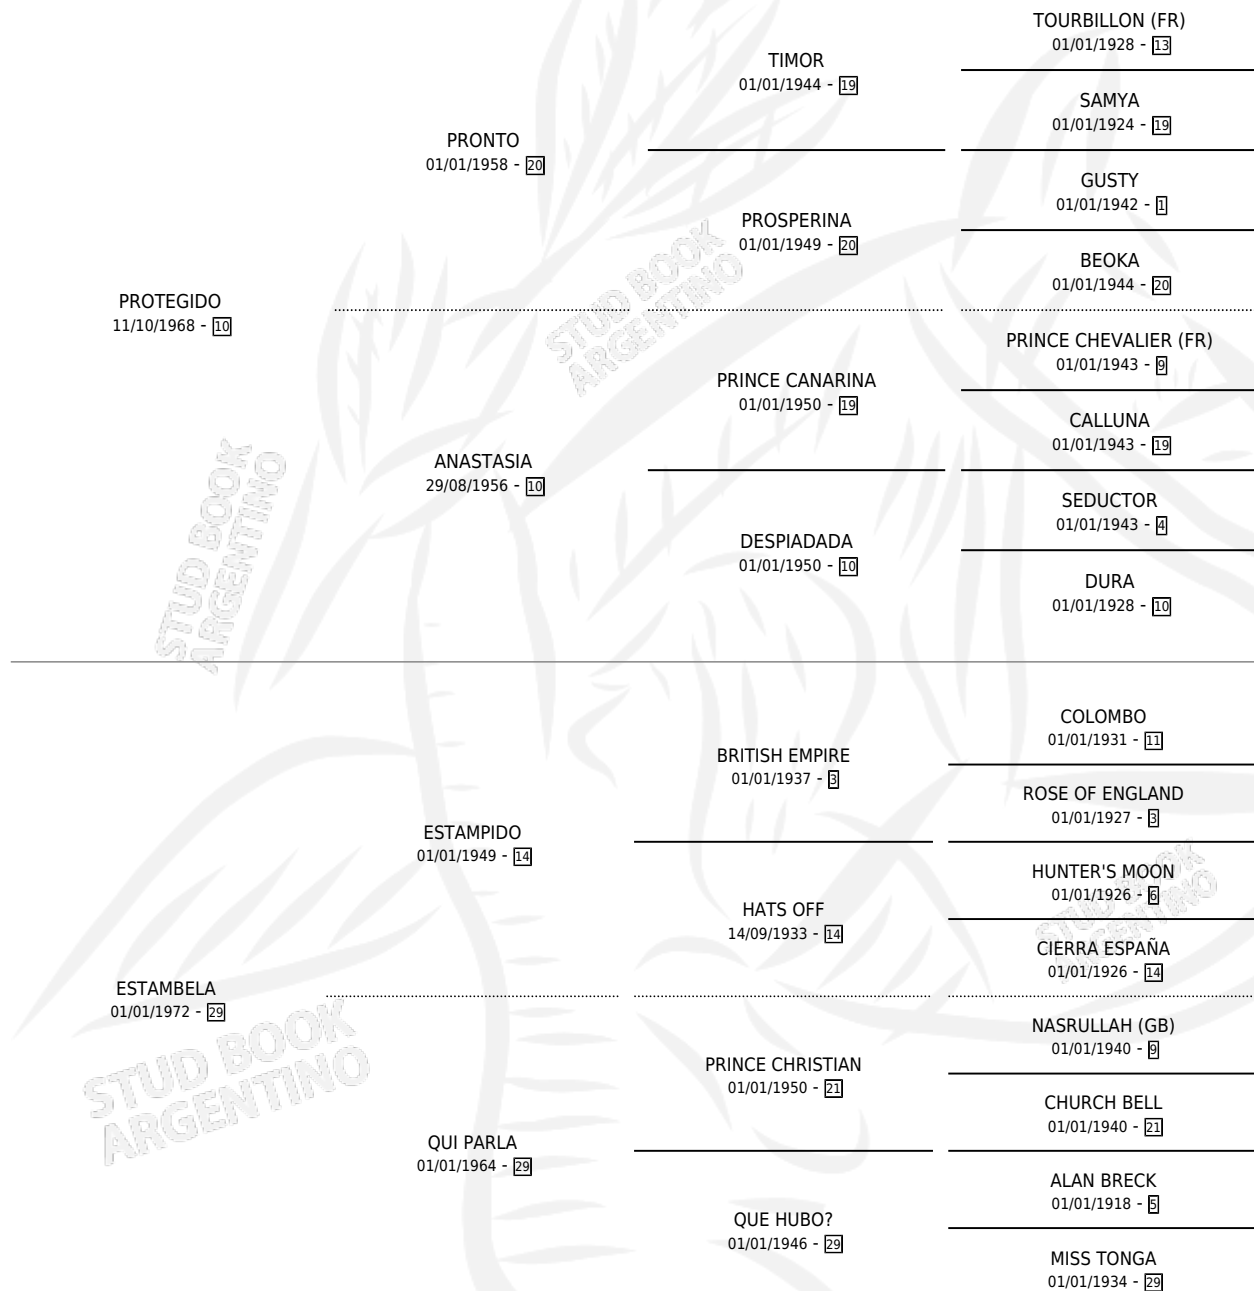 TOURBILLON (FR)
01/01/1928 - 13
TIMOR
01/01/1944 - 19
SAMYA
01/01/1924 - 19
PRONTO
01/01/1958 - 20
GUSTY
01/01/1942 - 1
PROSPERINA
01/01/1949 - 20
BEOKA
01/01/1944 - 20
PROTEGIDO
11/10/1968 - 10
STUD BOOK
ARGENTINO
PRINCE CHEVALIER (FR)
01/01/1943 - 9
PRINCE CANARINA
01/01/1950 - 19
CALLUNA
01/01/1943 - 19
ANASTASIA
29/08/1956 - 10
SEDUCTOR
01/01/1943 - 4
DESPIADADA
01/01/1950 - 10
DURA
01/01/1928 - 10
STUD BOOK
ARGENTINO
COLOMBO
01/01/1931 - 11
BRITISH EMPIRE
01/01/1937 - 3
ROSE OF ENGLAND
01/01/1927 - 3
ESTAMPIDO
01/01/1949 - 14
HUNTER'S MOON
01/01/1926 - 6
HATS OFF
14/09/1933 - 14
CIERRA ESPAÑA
01/01/1926 - 14
STUD BOOK
ARGENTINO
ESTAMBELA
01/01/1972 - 29
NASRULLAH (GB)
01/01/1940 - 9
PRINCE CHRISTIAN
01/01/1950 - 21
CHURCH BELL
01/01/1940 - 21
STUD BOOK
ARGENTINO
QUI PARLA
01/01/1964 - 29
ALAN BRECK
01/01/1918 - 5
QUE HUBO?
01/01/1946 - 29
MISS TONGA
01/01/1934 - 29